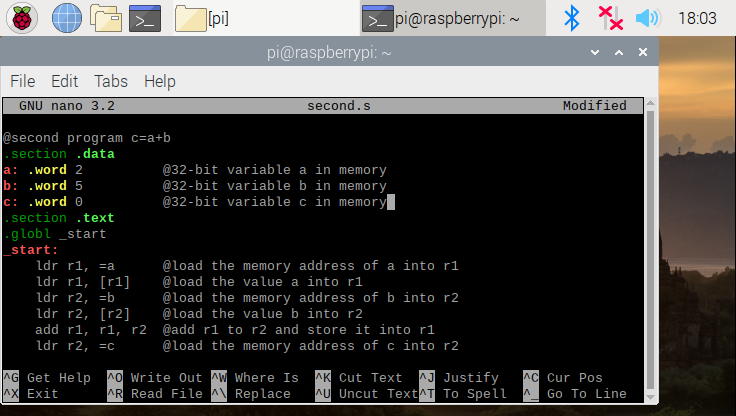 [pi]
pi@raspberrypi: ~
18:03
pi@raspberrypi: ~
File Edit Tabs Help
GNU nano 3.2 second.s Modified
@second program c=a+b
.section .data
a: .word 2 @32-bit variable a in memory
b: .word 5 @32-bit variable b in memory
c: .word 0 @32-bit variable c in memory
.section .text
.globl _start
_start:
ldr r1, =a @load the memory address of a into r1
ldr r1, [r1] @load the value a into r1
ldr r2, =b @load the memory address of b into r2
ldr r2, [r2] @load the value b into r2
add r1, r1, r2 @add r1 to r2 and store it into r1
ldr r2, =c @load the memory address of c into r2
^G Get Help ^O Write Out ^W Where Is ^K Cut Text ^J Justify ^C Cur Pos
^X Exit ^R Read File ^\ Replace ^U Uncut Text ^T To Spell ^_ Go To Line